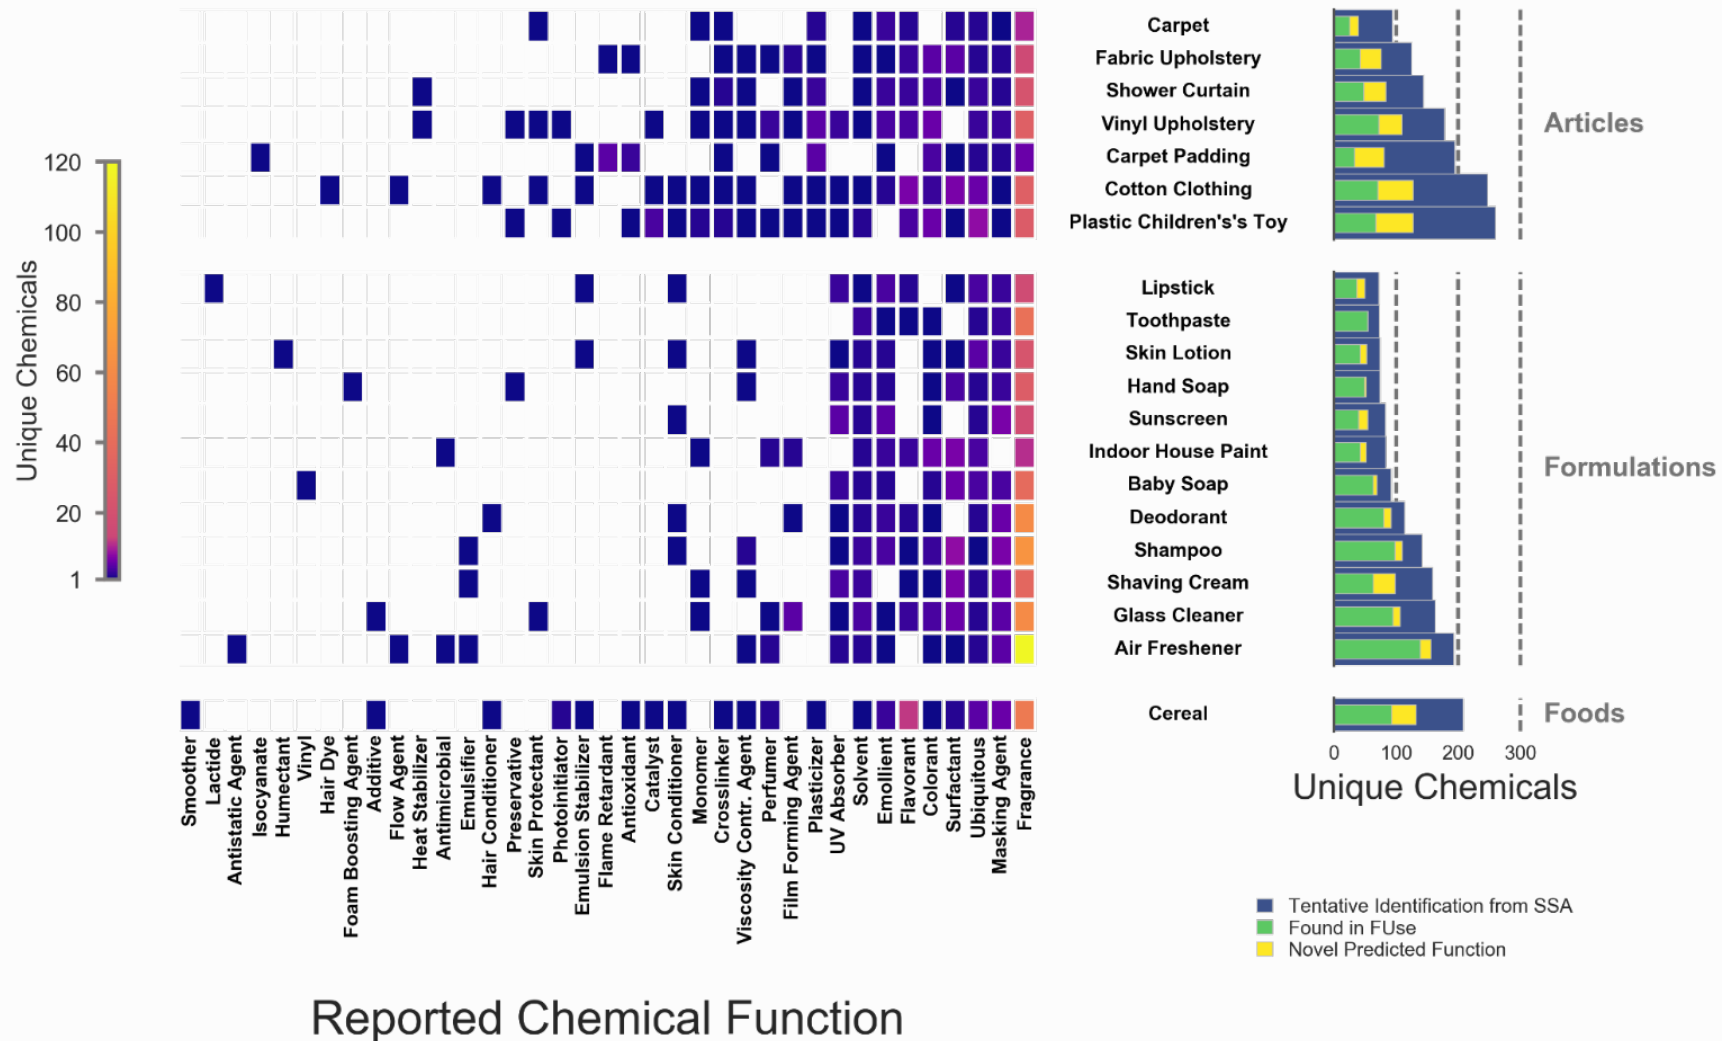 Carpet
Fabric Upholstery
Shower Curtain
Vinyl Upholstery
Carpet Padding
Cotton Clothing
Plastic Children's's Toy
Articles
120
100
80
60
40
20
1
Unique Chemicals
Lipstick
Toothpaste
Skin Lotion
Hand Soap
Sunscreen
Indoor House Paint
Baby Soap
Deodorant
Shampoo
Shaving Cream
Glass Cleaner
Air Freshener
Formulations
Cereal
Foods
0 100 200 300
Unique Chemicals
Smoother
Lactide
Antistatic Agent
Isocyanate
Humectant
Vinyl
Hair Dye
Foam Boosting Agent
Additive
Flow Agent
Heat Stabilizer
Antimicrobial
Emulsifier
Hair Conditioner
Preservative
Skin Protectant
Photoinitiator
Emulsion Stabilizer
Flame Retardant
Antioxidant
Catalyst
Skin Conditioner
Monomer
Crosslinker
Viscosity Contr. Agent
Perfumer
Film Forming Agent
Plasticizer
UV Absorber
Solvent
Emollient
Flavorant
Colorant
Surfactant
Ubiquitous
Masking Agent
Fragrance
Tentative Identification from SSA
Found in FUse
Novel Predicted Function
Reported Chemical Function